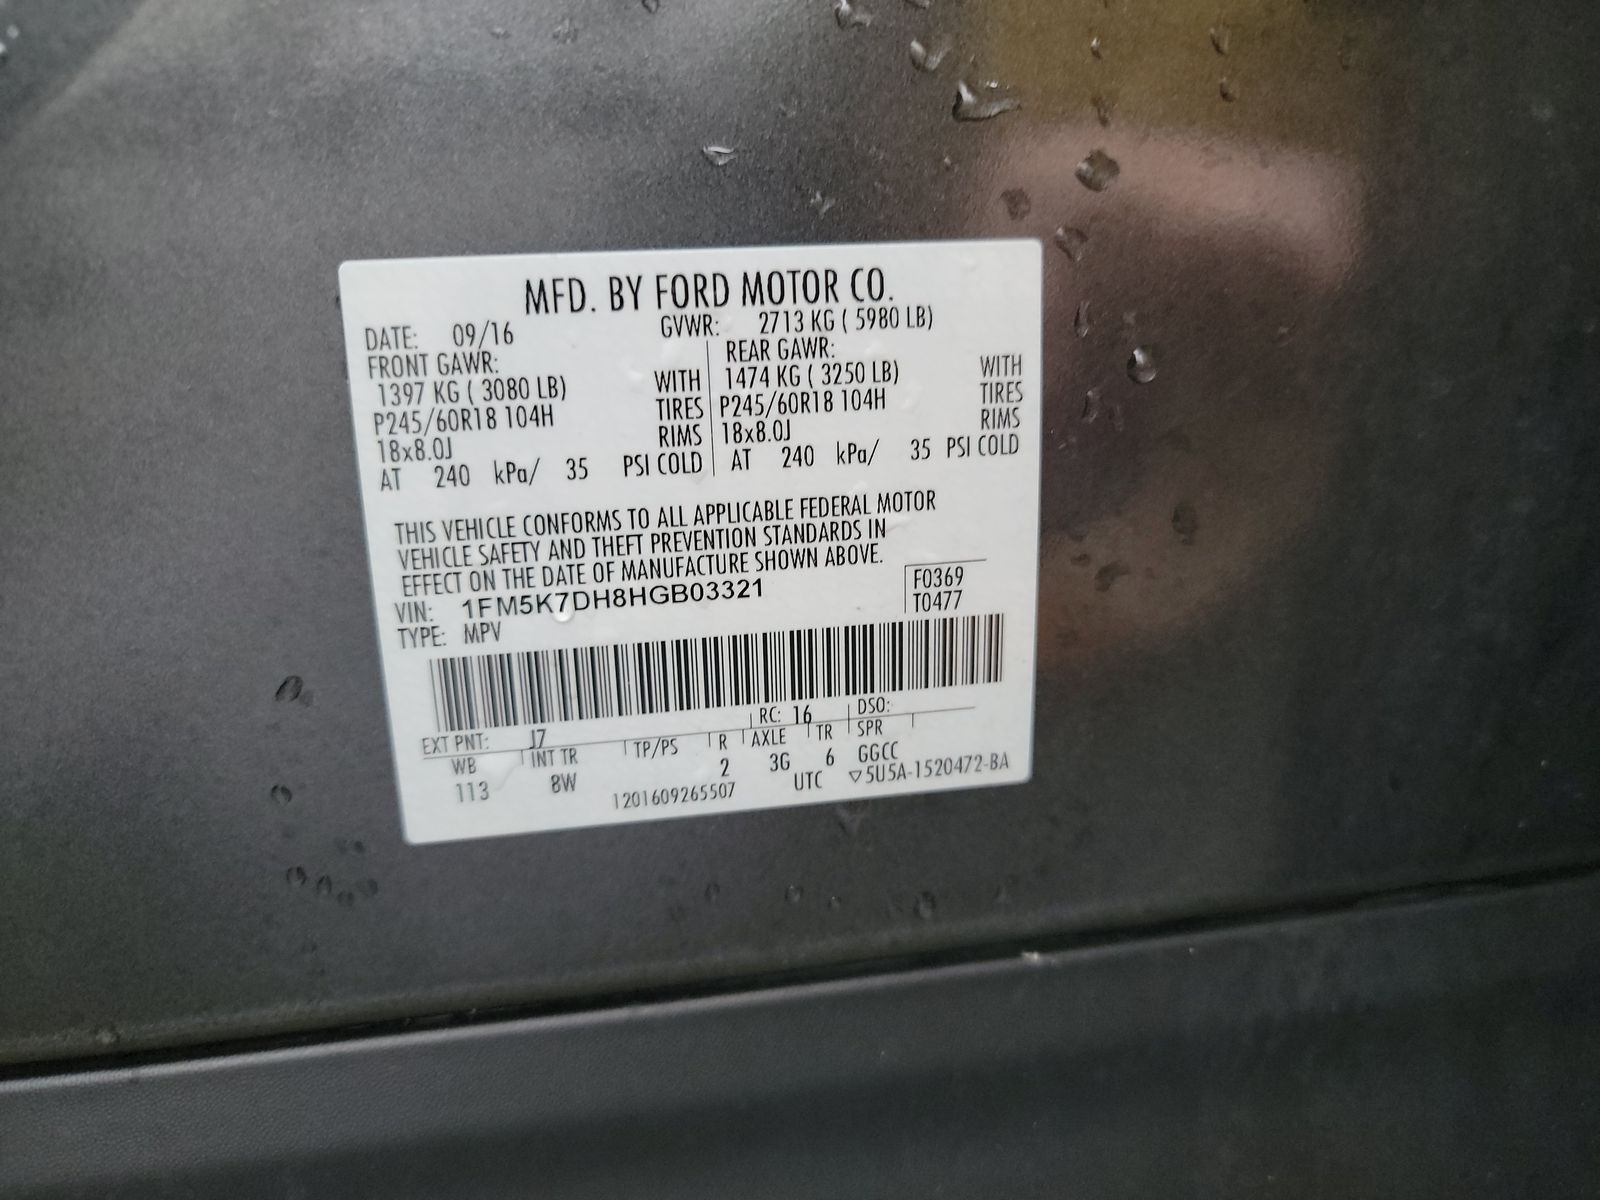 MFD. BY FORD MOTOR CO.
DATE: 09/16 GVWR: 2713 KG ( 5980 LB)
FRONT GAWR: REAR GAWR:
1397 KG ( 3080 LB) WITH 1474 KG ( 3250 LB) WITH
P245/60R18 104H TIRES P245/60R18 104H TIRES
18x8.0J RIMS 18x8.0J RIMS
AT 240 kPa/ 35 PSI COLD AT 240 kPa/ 35 PSI COLD
THIS VEHICLE CONFORMS TO ALL APPLICABLE FEDERAL MOTOR
VEHICLE SAFETY AND THEFT PREVENTION STANDARDS IN
EFFECT ON THE DATE OF MANUFACTURE SHOWN ABOVE.
VIN: 1FM5K7DH8HGB03321 F0369
TYPE: MPV T0477
EXT PNT: J7 RC: 16 DSO:
WB INT TR TP/PS R AXLE TR SPR
113 8W 2 3G 6 GGCC
1201609265507 UTC ▽5U5A-1520472-BA